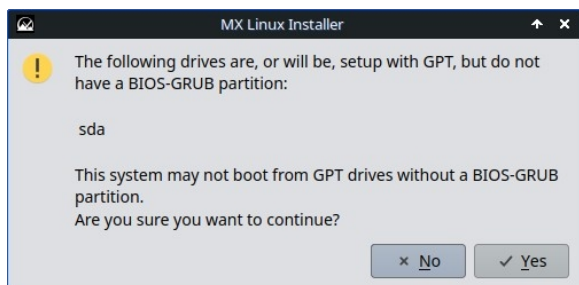 MX Linux Installer
The following drives are, or will be, setup with GPT, but do not
have a BIOS-GRUB partition:
sda
This system may not boot from GPT drives without a BIOS-GRUB
partition.
Are you sure you want to continue?
No
Yes